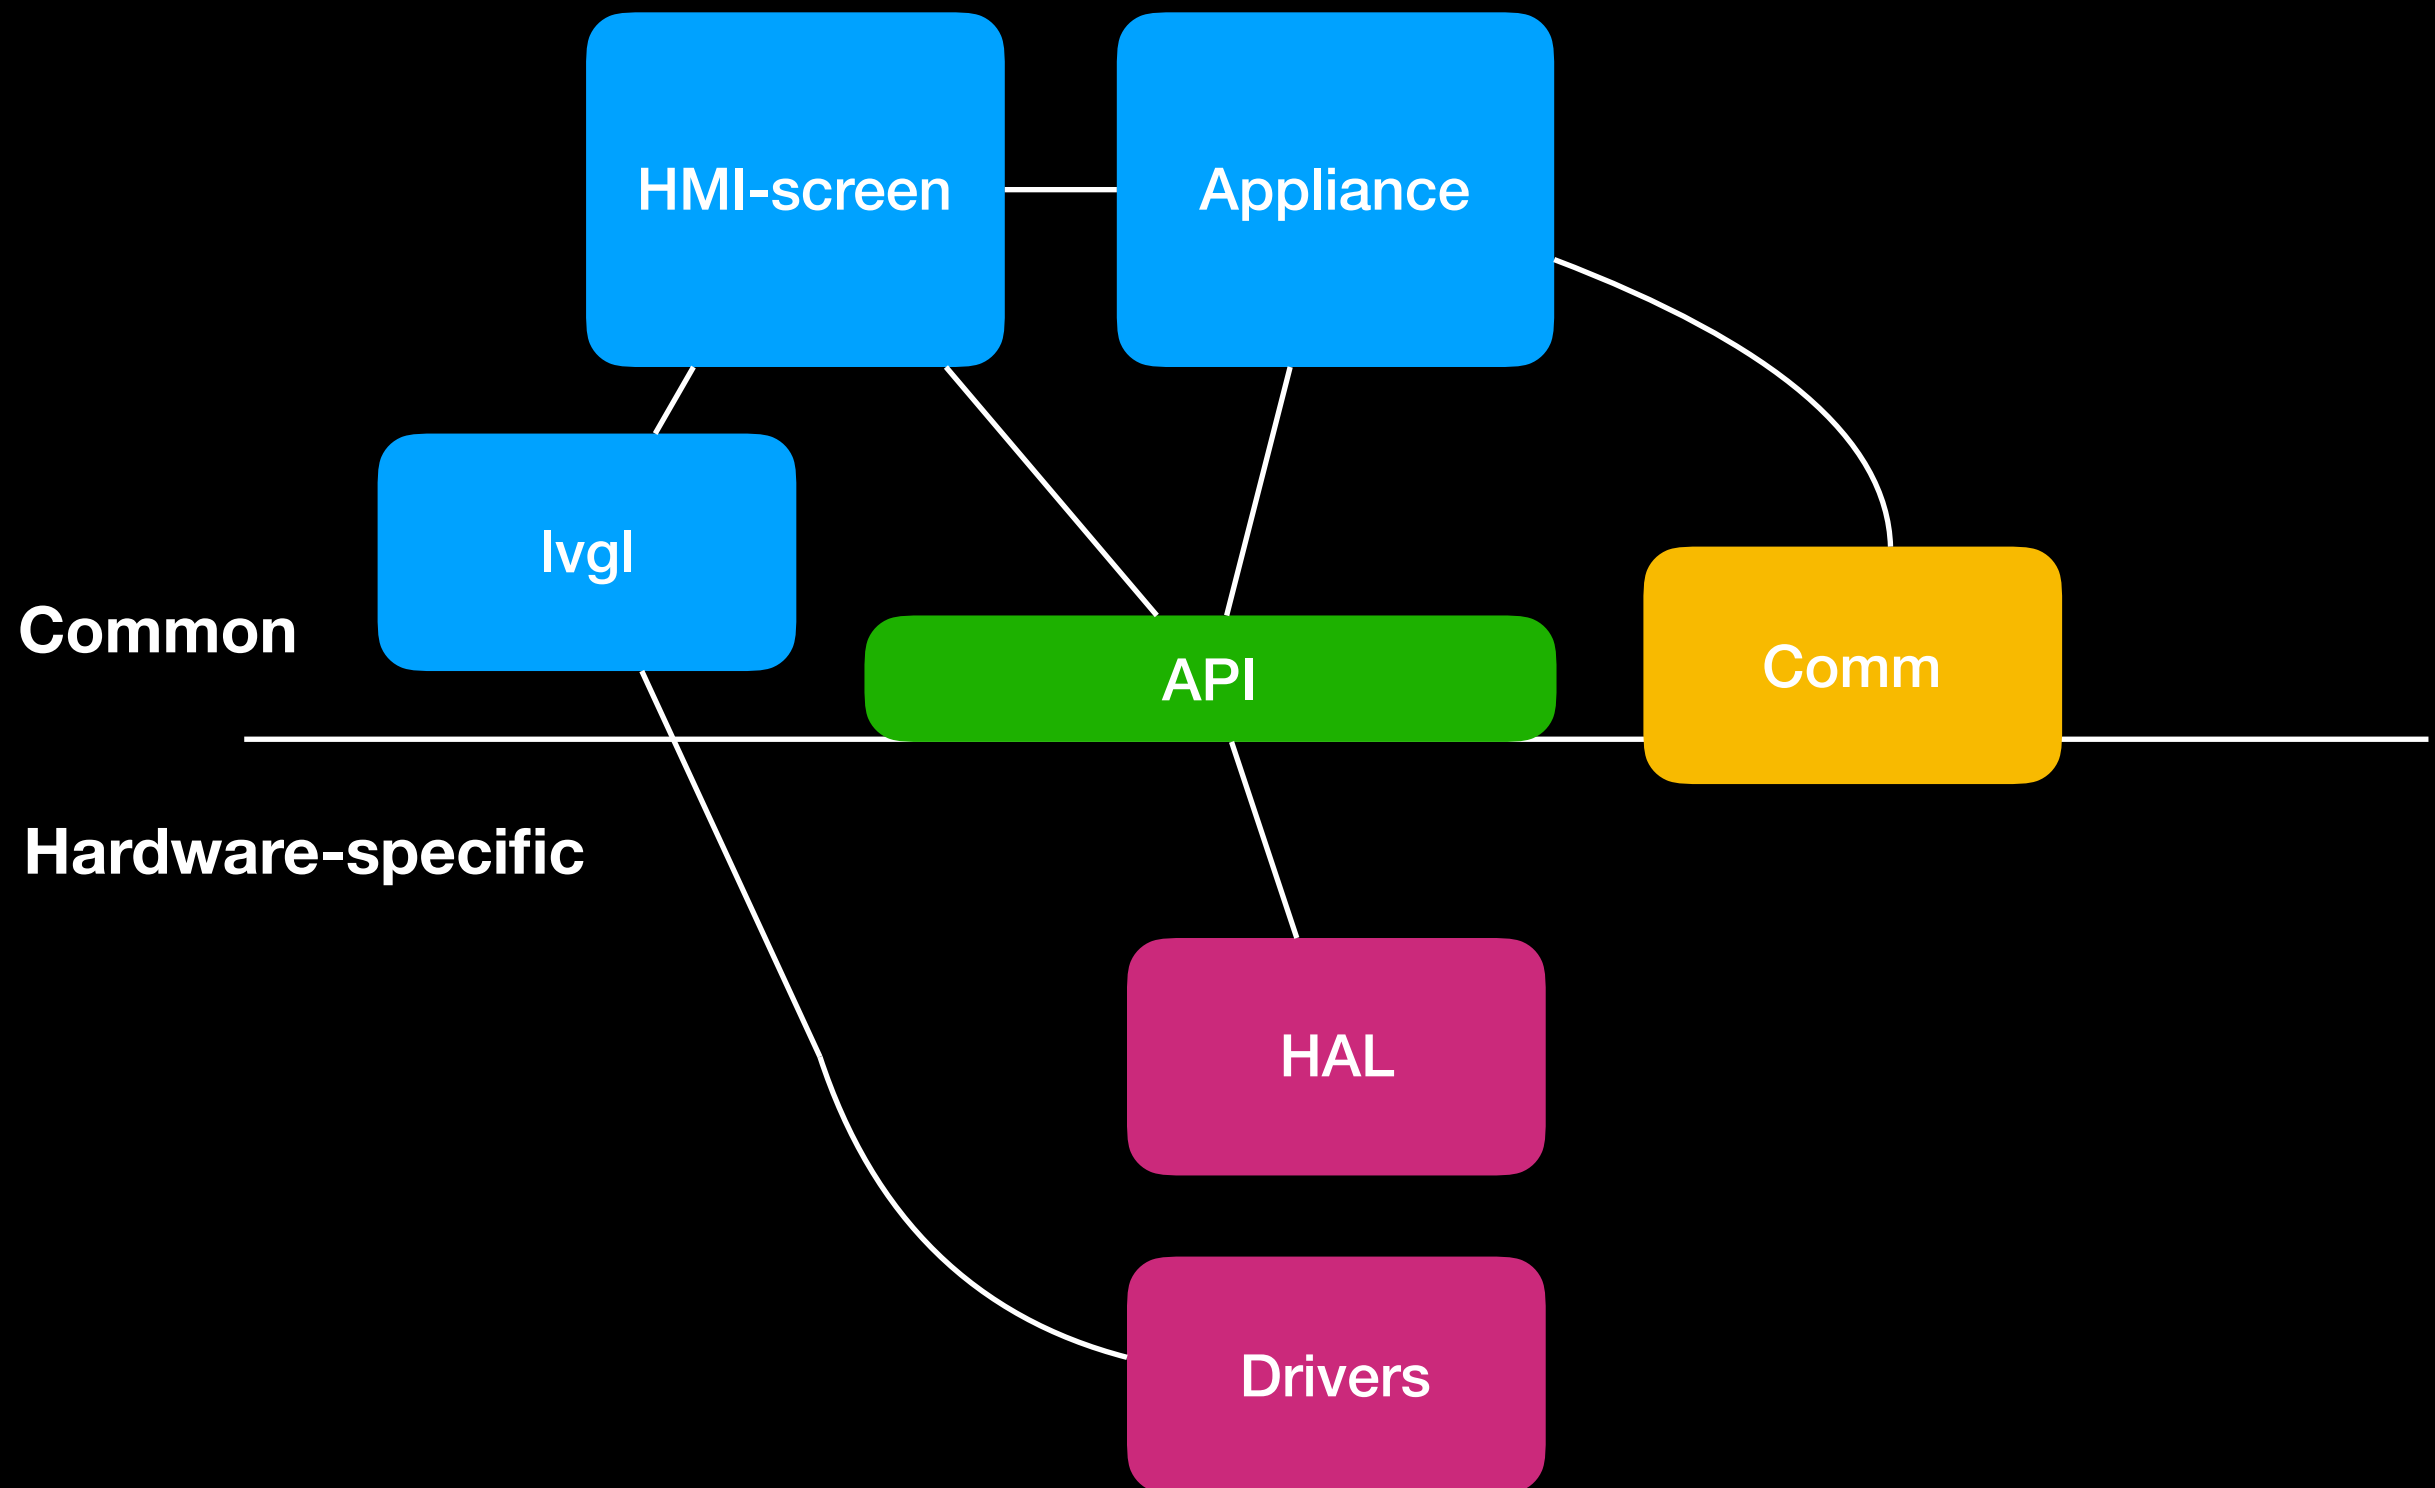 HMI-screen
Appliance
lvgl
Common
API
Comm
Hardware-specific
HAL
Drivers